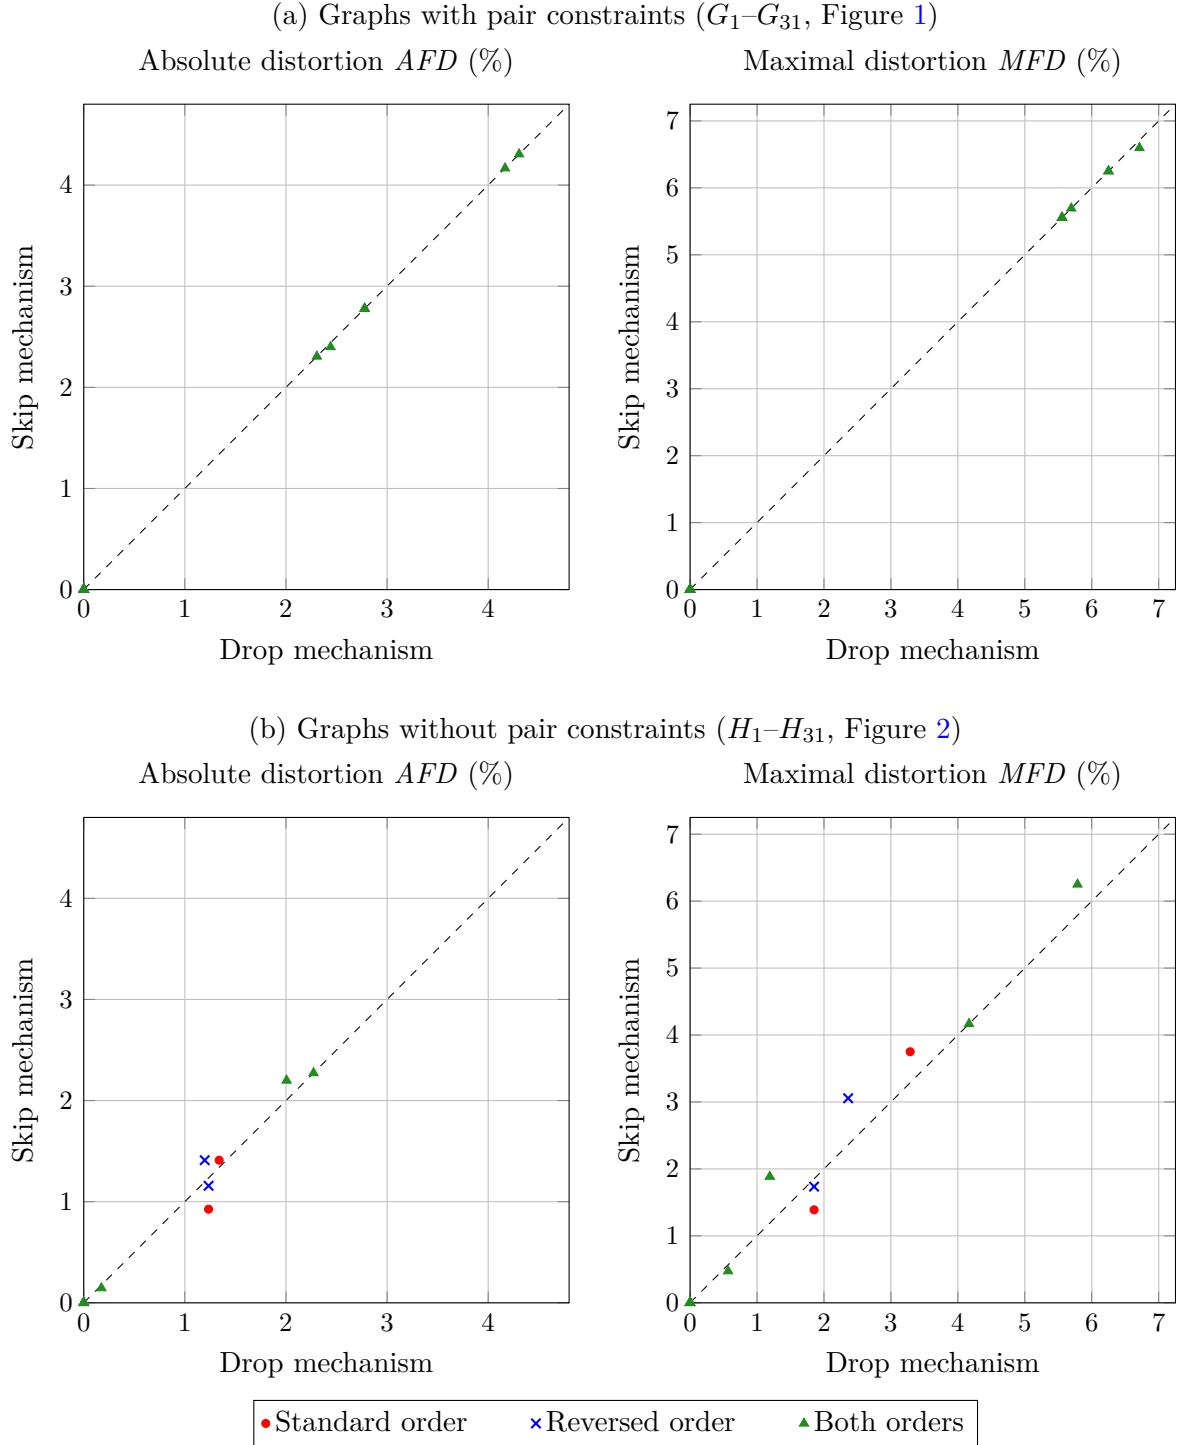 (a) Graphs with pair constraints (G1–G31, Figure 1)
Absolute distortion AFD (%)
Maximal distortion MFD (%)
4
3
2
1
0
Skip mechanism
0 1 2 3 4
Drop mechanism
7
6
5
4
3
2
1
0
Skip mechanism
0 1 2 3 4 5 6 7
Drop mechanism
(b) Graphs without pair constraints (H1–H31, Figure 2)
Absolute distortion AFD (%)
Maximal distortion MFD (%)
4
3
2
1
0
Skip mechanism
0 1 2 3 4
Drop mechanism
7
6
5
4
3
2
1
0
Skip mechanism
0 1 2 3 4 5 6 7
Drop mechanism
Standard order Reversed order Both orders